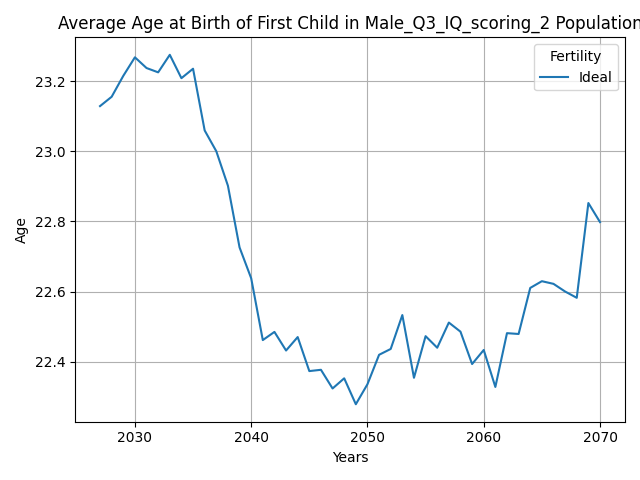 Average Age at Birth of First Child in Male_Q3_IQ_scoring_2 Population
Fertility
Ideal
Age
23.2
23.0
22.8
22.6
22.4
2030 2040 2050 2060 2070
Years